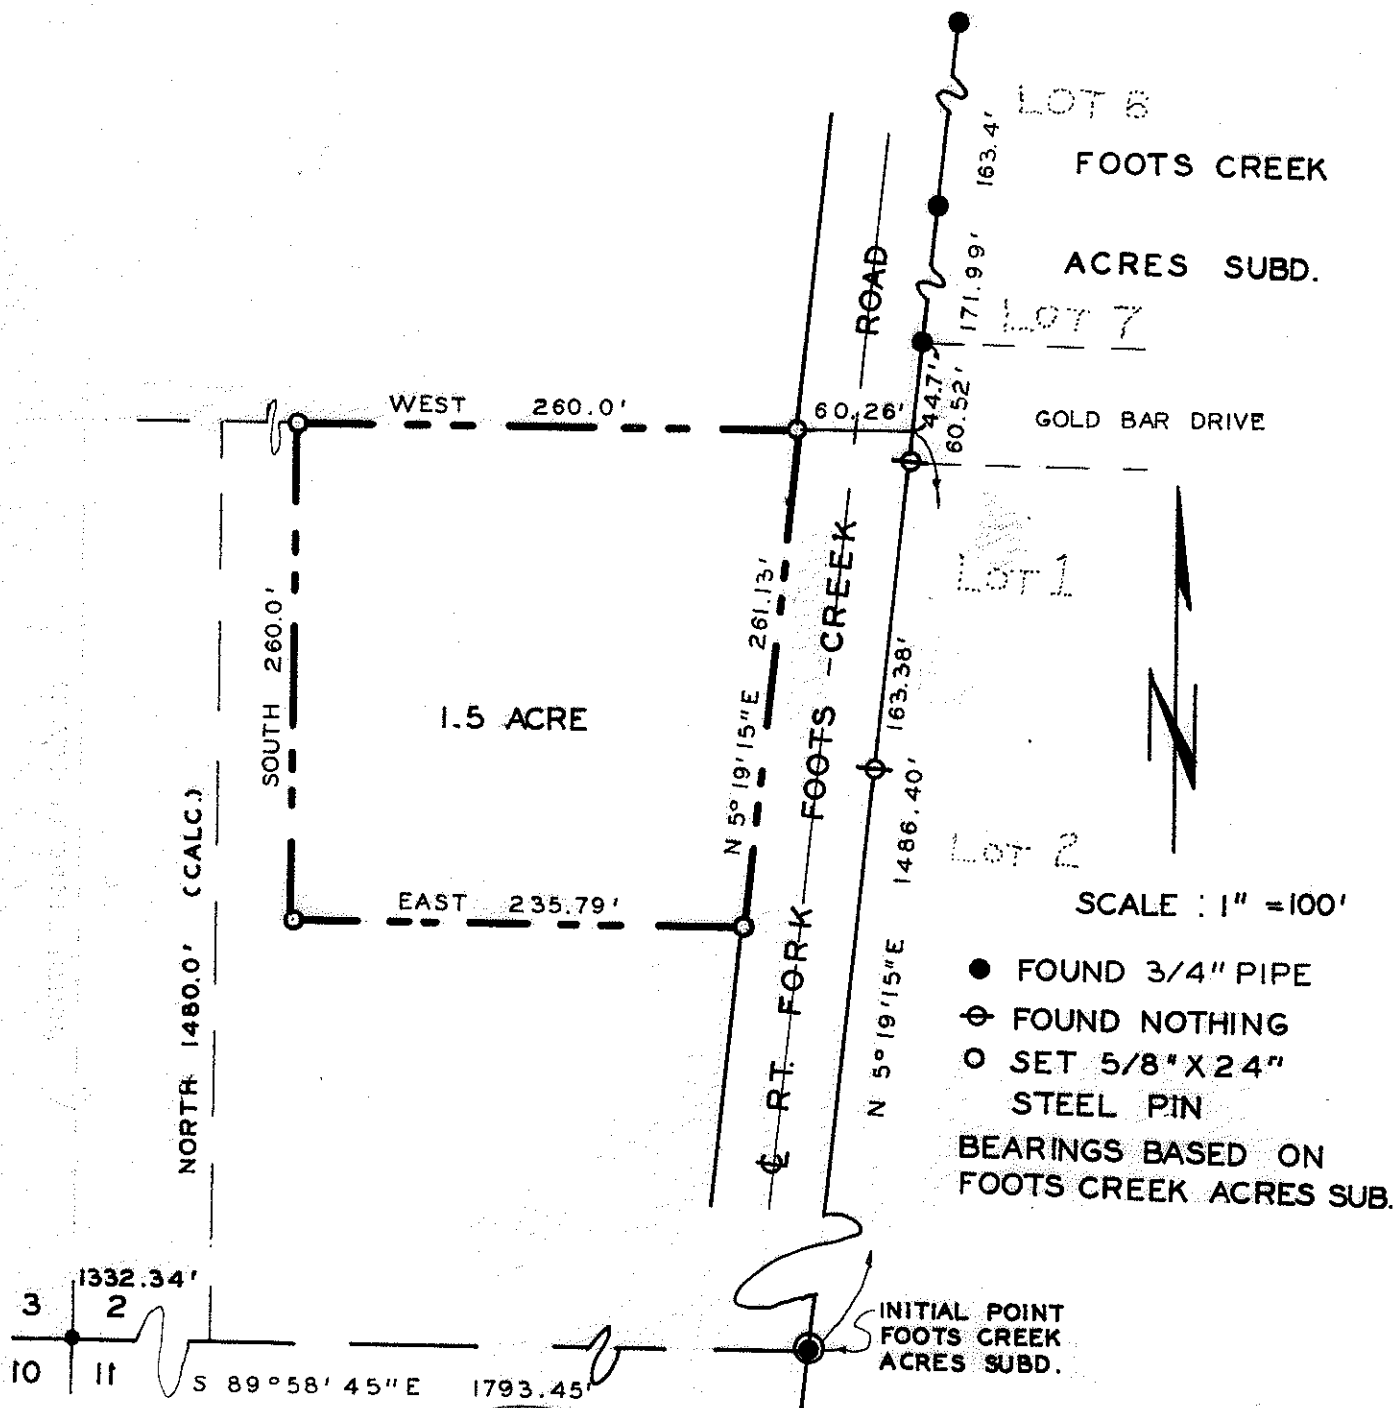 LOT 6
163.4'
FOOTS CREEK
ACRES SUBD.
ROAD
171.99'
LOT 7
44.7'
60.52'
WEST 260.0'
60.26'
GOLD BAR DRIVE
LOT 1
SOUTH 260.0'
261.13'
N 5°19'15"E
1.5 ACRE
℄ RT. FORK FOOTS CREEK
163.38'
1486.40'
N 5°19'15"E
LOT 2
EAST 235.79'
NORTH 1480.0' (CALC.)
N
SCALE : 1" =100'
FOUND 3/4" PIPE
FOUND NOTHING
SET 5/8" X 24"
STEEL PIN
BEARINGS BASED ON
FOOTS CREEK ACRES SUB.
1332.34'
3 2
10 11
S 89°58'45"E 1793.45'
INITIAL POINT
FOOTS CREEK
ACRES SUBD.